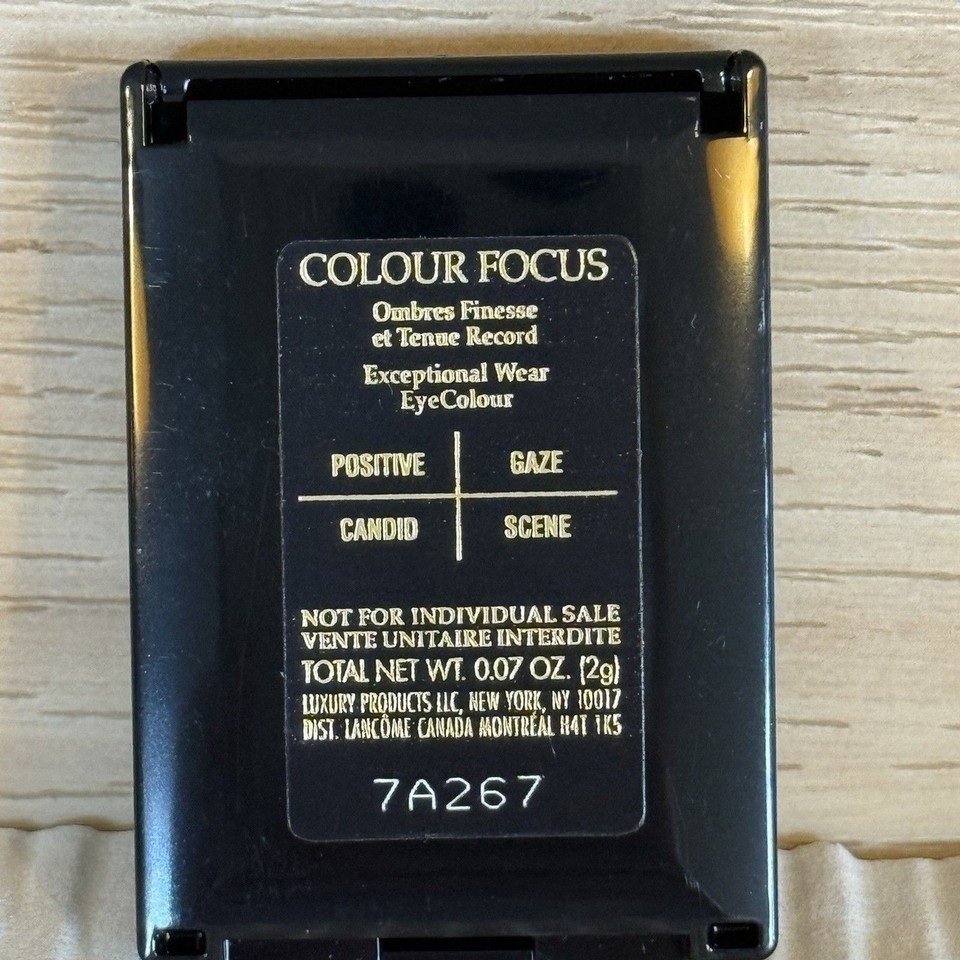 COLOUR FOCUS
Ombres Finesse
et Tenue Record
Exceptional Wear
EyeColour
POSITIVE GAZE
CANDID SCENE
NOT FOR INDIVIDUAL SALE
VENTE UNITAIRE INTERDITE
TOTAL NET WT. 0.07 OZ. (2g)
LUXURY PRODUCTS LLC, NEW YORK, NY 10017
DIST. LANCÔME CANADA MONTRÉAL H4T 1K5
7A267